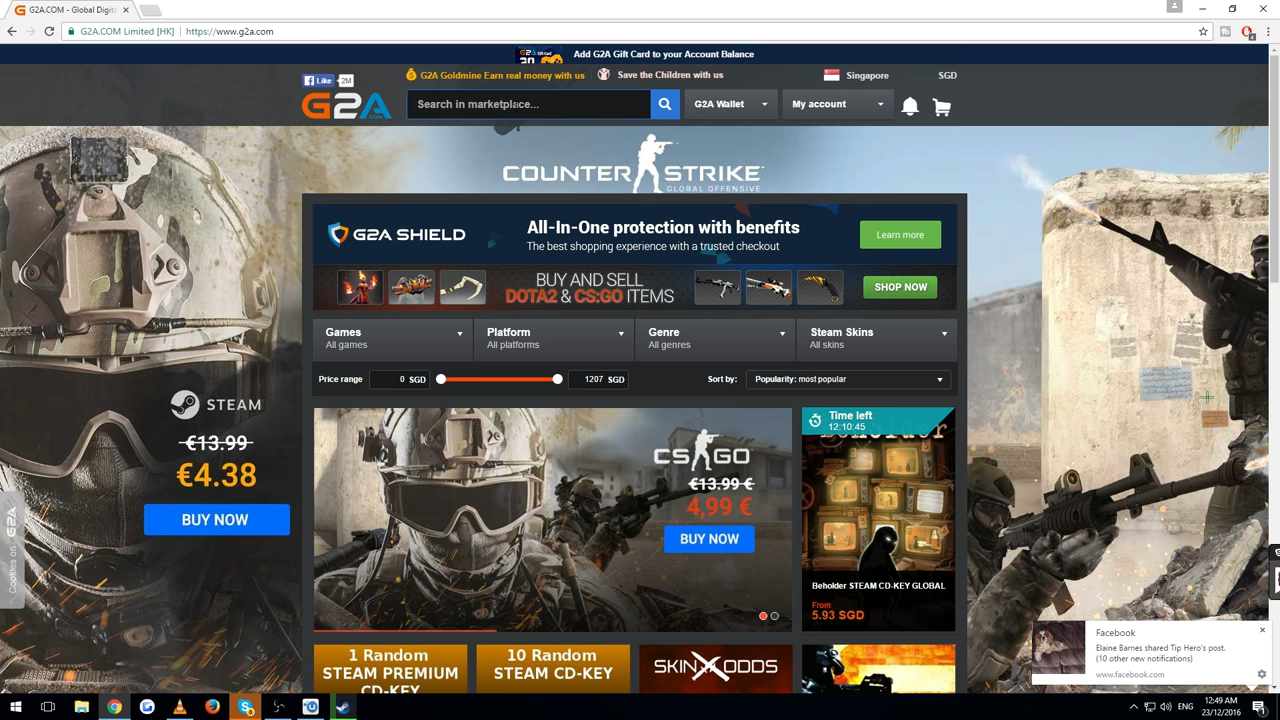 G2A.COM - Global Digita
G2A.COM Limited [HK]
https://www.g2a.com
Add G2A Gift Card to your Account Balance
Like 2M
G2A Goldmine Earn real money with us
Save the Children with us
Singapore
SGD
G2A.COM
Search in marketplace...
G2A Wallet
My account
COUNTER STRIKE
GLOBAL OFFENSIVE
G2A SHIELD
All-In-One protection with benefits
The best shopping experience with a trusted checkout
Learn more
BUY AND SELL
DOTA2 & CS:GO ITEMS
SHOP NOW
Games
All games
Platform
All platforms
Genre
All genres
Steam Skins
All skins
Price range
0 SGD
1207 SGD
Sort by:
Popularity: most popular
STEAM
€13.99
€4.38
BUY NOW
CS GO
13.99 €
4,99 €
BUY NOW
Time left
12:10:45
Beholder STEAM CD-KEY GLOBAL
From
5.93 SGD
Cookies on G2A
1 Random
STEAM PREMIUM
CD-KEY
10 Random
STEAM CD-KEY
SKINXODDS
Facebook
Elaine Barnes shared Tip Hero's post.
(10 other new notifications)
www.facebook.com
ENG
12:49 AM
23/12/2016